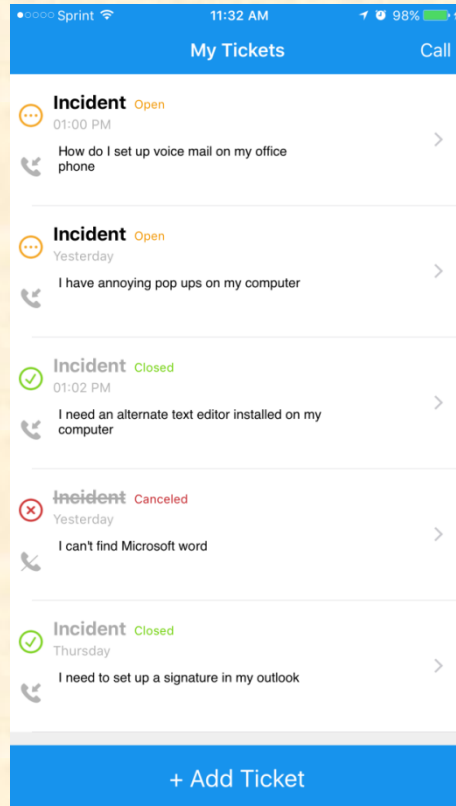 Sprint 11:32 AM 98%
My Tickets Call
Incident Open
01:00 PM
How do I set up voice mail on my office
phone
Incident Open
Yesterday
I have annoying pop ups on my computer
Incident Closed
01:02 PM
I need an alternate text editor installed on my
computer
Incident Canceled
Yesterday
I can't find Microsoft word
Incident Closed
Thursday
I need to set up a signature in my outlook
+ Add Ticket